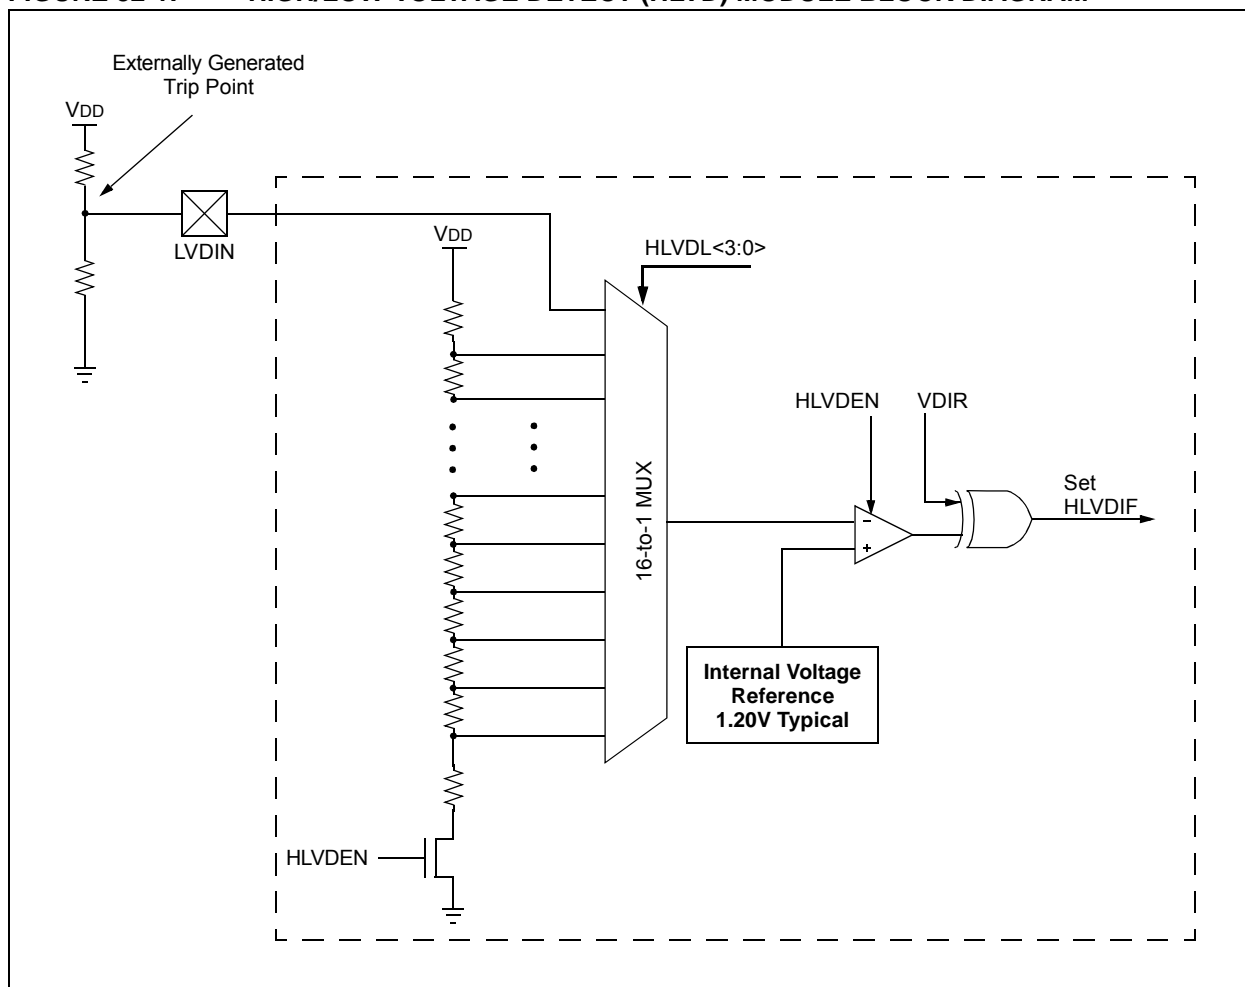 Externally Generated
Trip Point
VDD
LVDIN
VDD
HLVDL<3:0>
16-to-1 MUX
HLVDEN
VDIR
Set
HLVDIF
-
+
Internal Voltage
Reference
1.20V Typical
HLVDEN